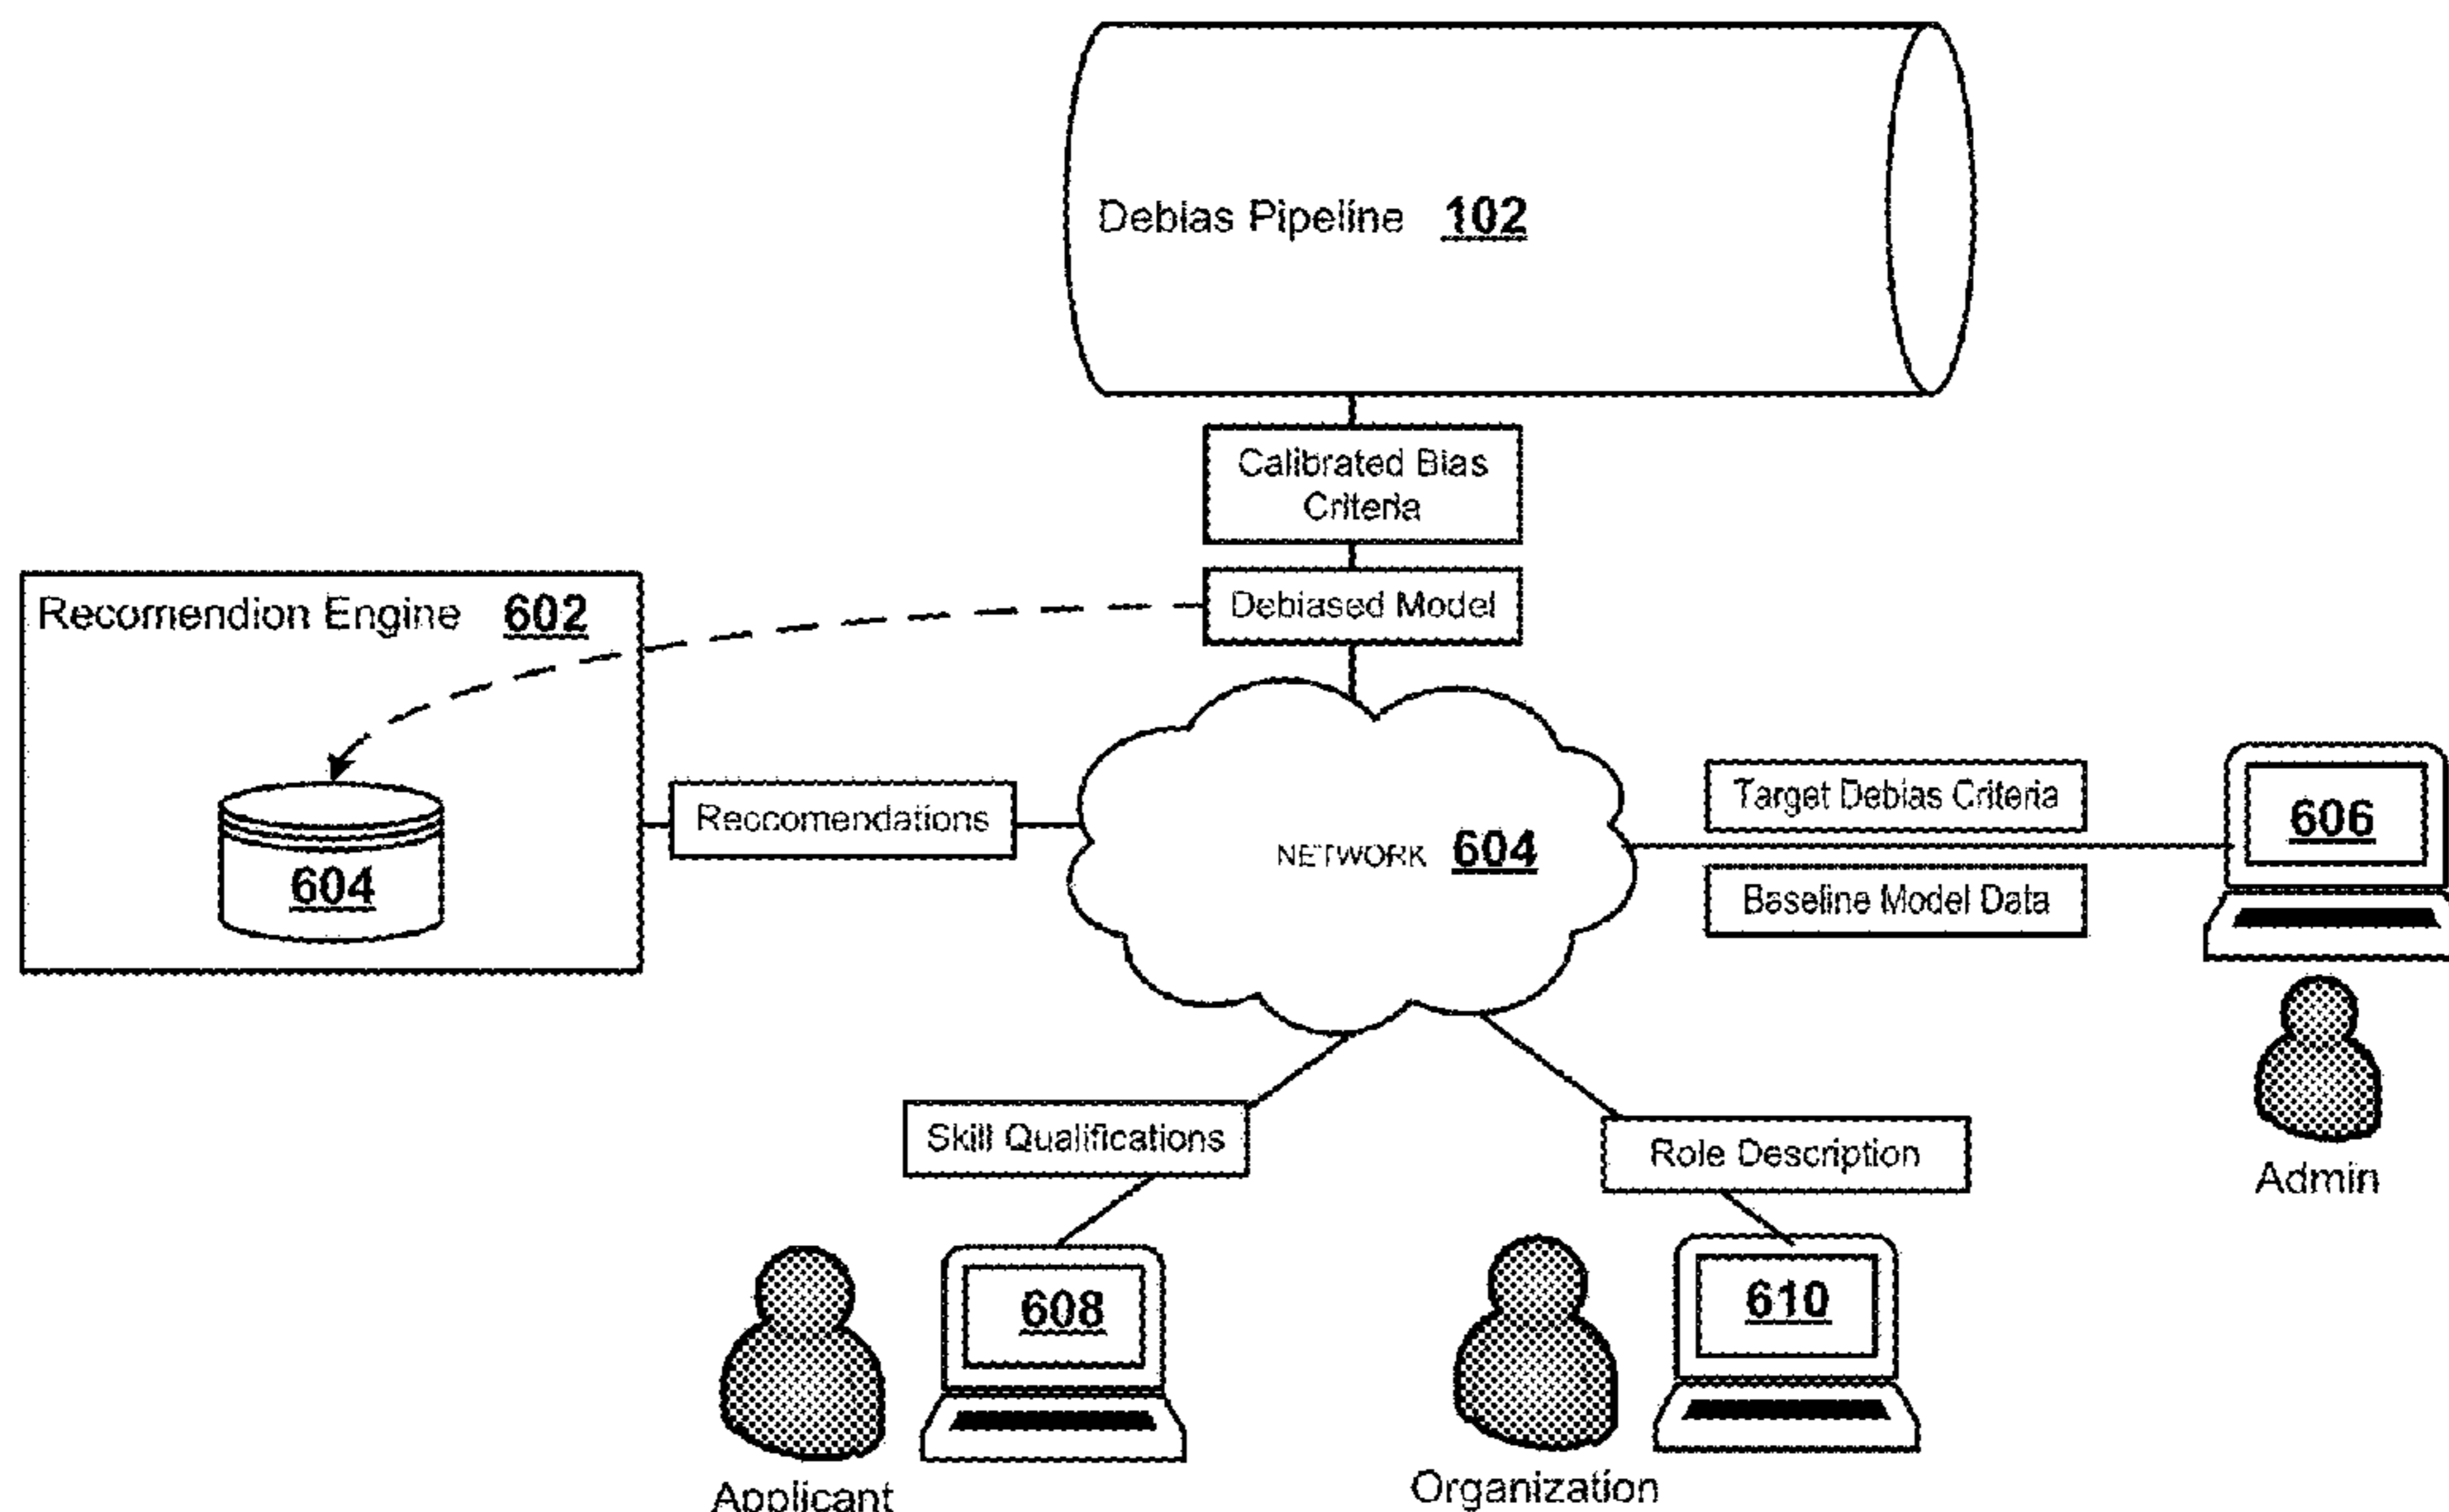 Debias Pipeline 102
Calibrated Bias
Criteria
Recomendion Engine 602
Debiased Model
Target Debias Criteria
Reccomendations
606
NETWORK 604
604
Baseline Model Data
Skill Qualifications
Role Description
Admin
608
610
Applicant
Organization